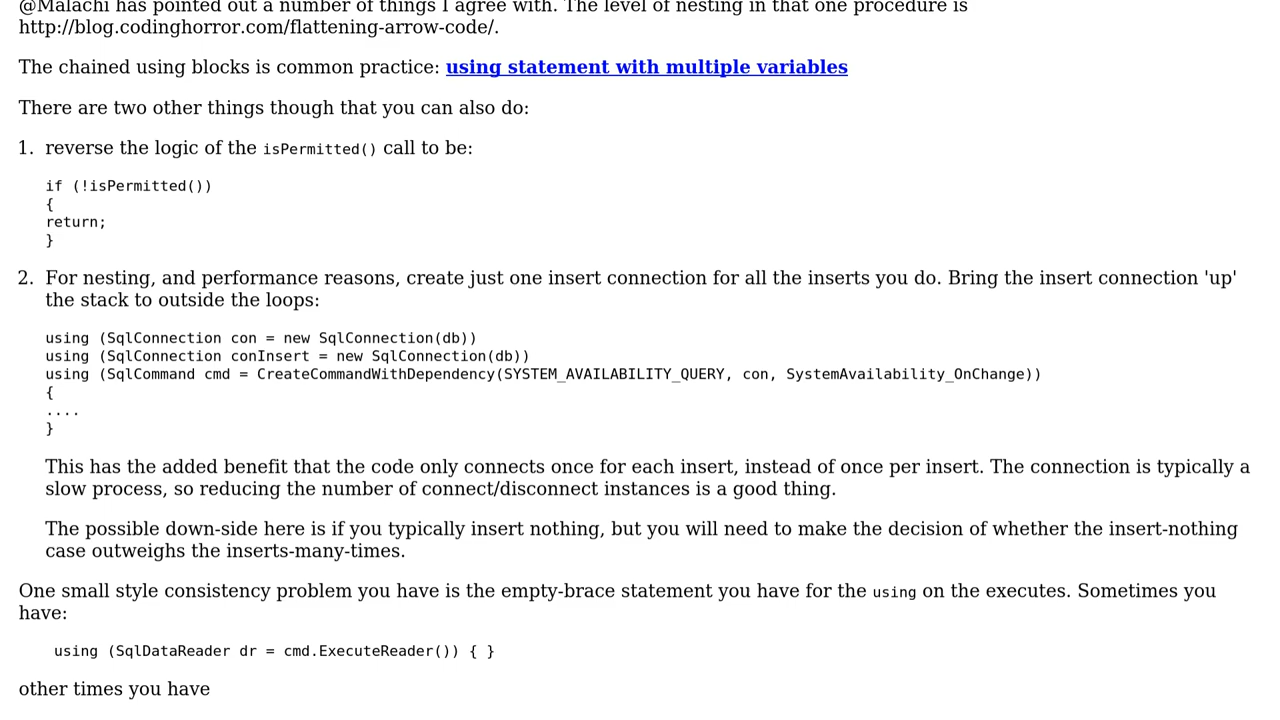 @Malachi has pointed out a number of things I agree with. The level of nesting in that one procedure is
http://blog.codinghorror.com/flattening-arrow-code/.
The chained using blocks is common practice: using statement with multiple variables
There are two other things though that you can also do:
1. reverse the logic of the isPermitted() call to be:
if (!isPermitted())
{
return;
}
2. For nesting, and performance reasons, create just one insert connection for all the inserts you do. Bring the insert connection 'up'
the stack to outside the loops:
using (SqlConnection con = new SqlConnection(db))
using (SqlConnection conInsert = new SqlConnection(db))
using (SqlCommand cmd = CreateCommandWithDependency(SYSTEM_AVAILABILITY_QUERY, con, SystemAvailability_OnChange))
{
....
}
This has the added benefit that the code only connects once for each insert, instead of once per insert. The connection is typically a
slow process, so reducing the number of connect/disconnect instances is a good thing.
The possible down-side here is if you typically insert nothing, but you will need to make the decision of whether the insert-nothing
case outweighs the inserts-many-times.
One small style consistency problem you have is the empty-brace statement you have for the using on the executes. Sometimes you
have:
using (SqlDataReader dr = cmd.ExecuteReader()) { }
other times you have